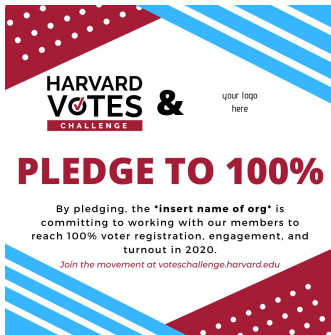 HARVARD
VOTES
CHALLENGE
&
your logo
here
PLEDGE TO 100%
By pledging, the *insert name of org* is
committing to working with our members to
reach 100% voter registration, engagement, and
turnout in 2020.
Join the movement at voteschallenge.harvard.edu